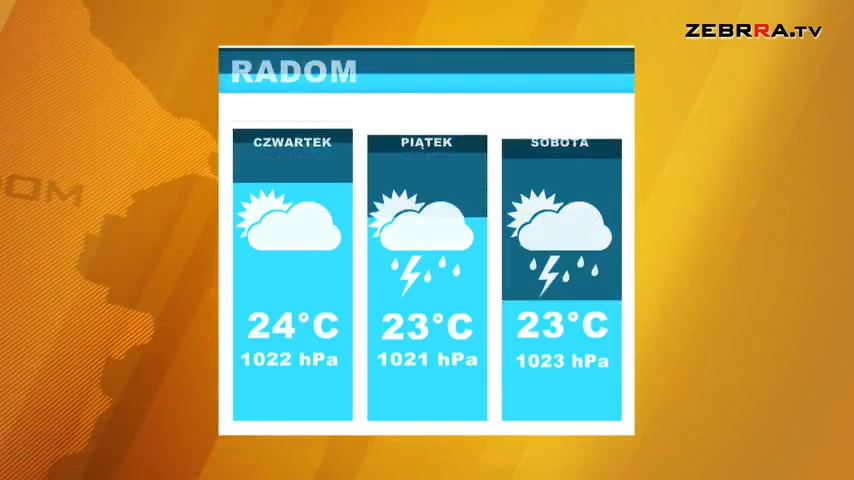 ZEBRRA.TV
RADOM
CZWARTEK
PIĄTEK
SOBOTA
24°C
23°C
23°C
1022 hPa
1021 hPa
1023 hPa